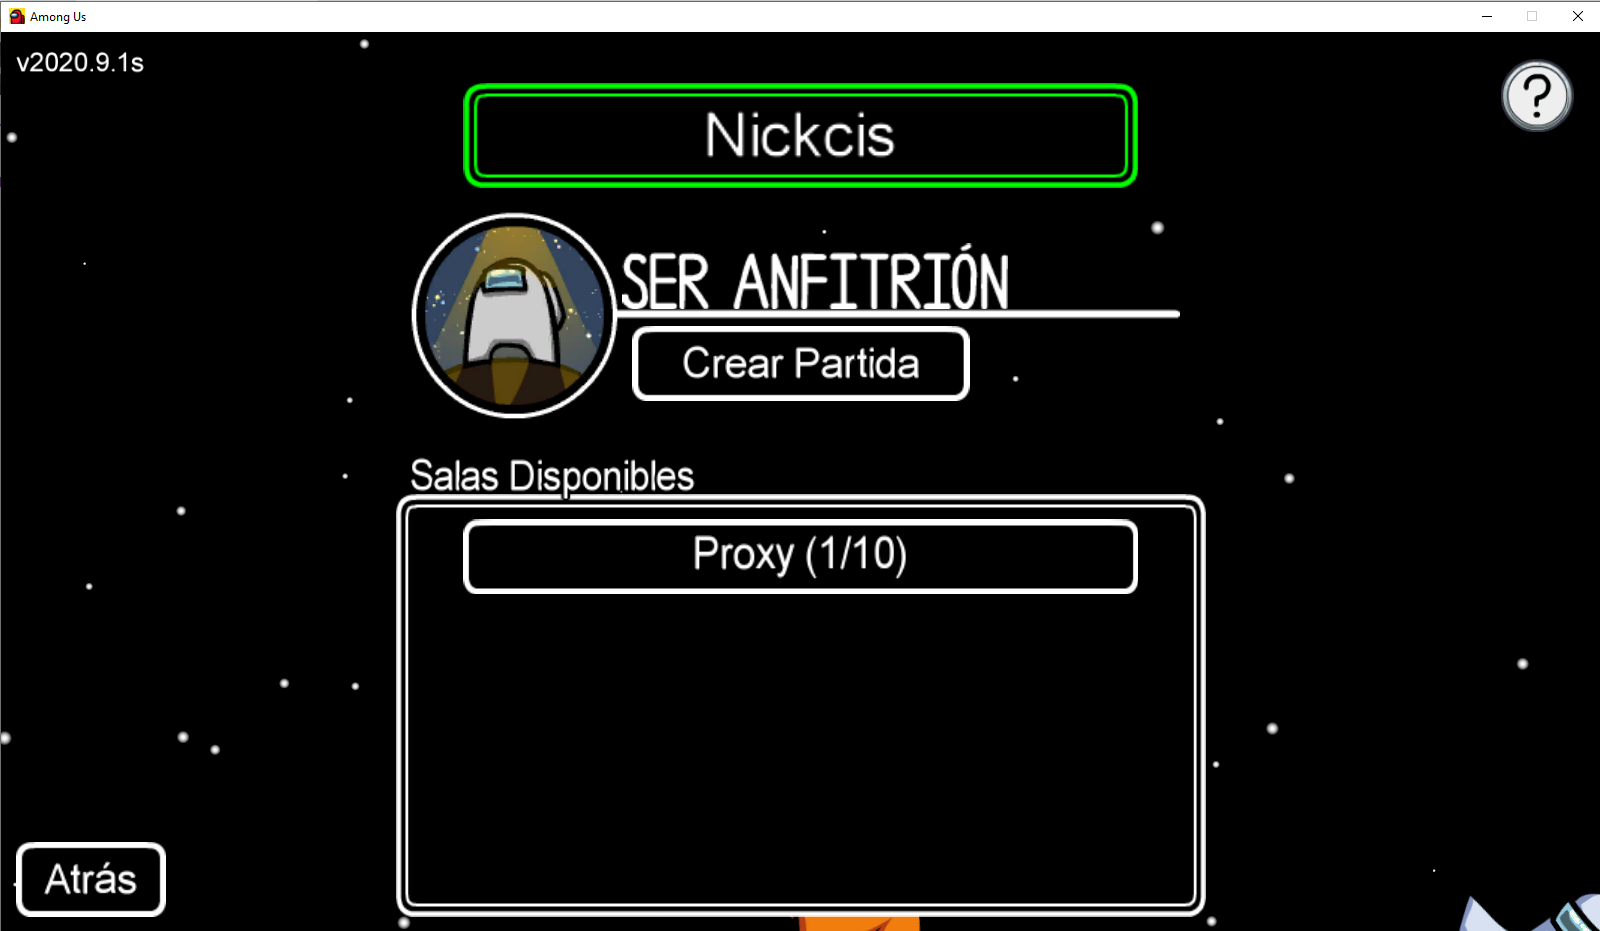 Among Us
v2020.9.1s
?
Nickcis
SER ANFITRIÓN
Crear Partida
Salas Disponibles
Proxy (1/10)
Atrás